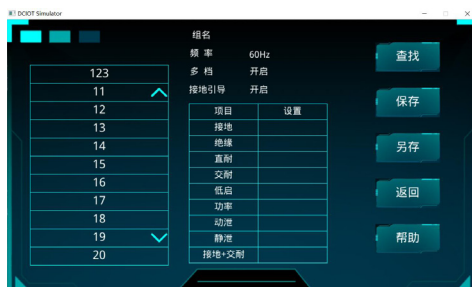 DCIOT Simulator
组名
频 率 60Hz
多 档 开启
接地引导 开启
123
11
12
13
14
15
16
17
18
19
20
项目 设置
接地
绝缘
直耐
交耐
低启
功率
动泄
静泄
接地+交耐
查找
保存
另存
返回
帮助